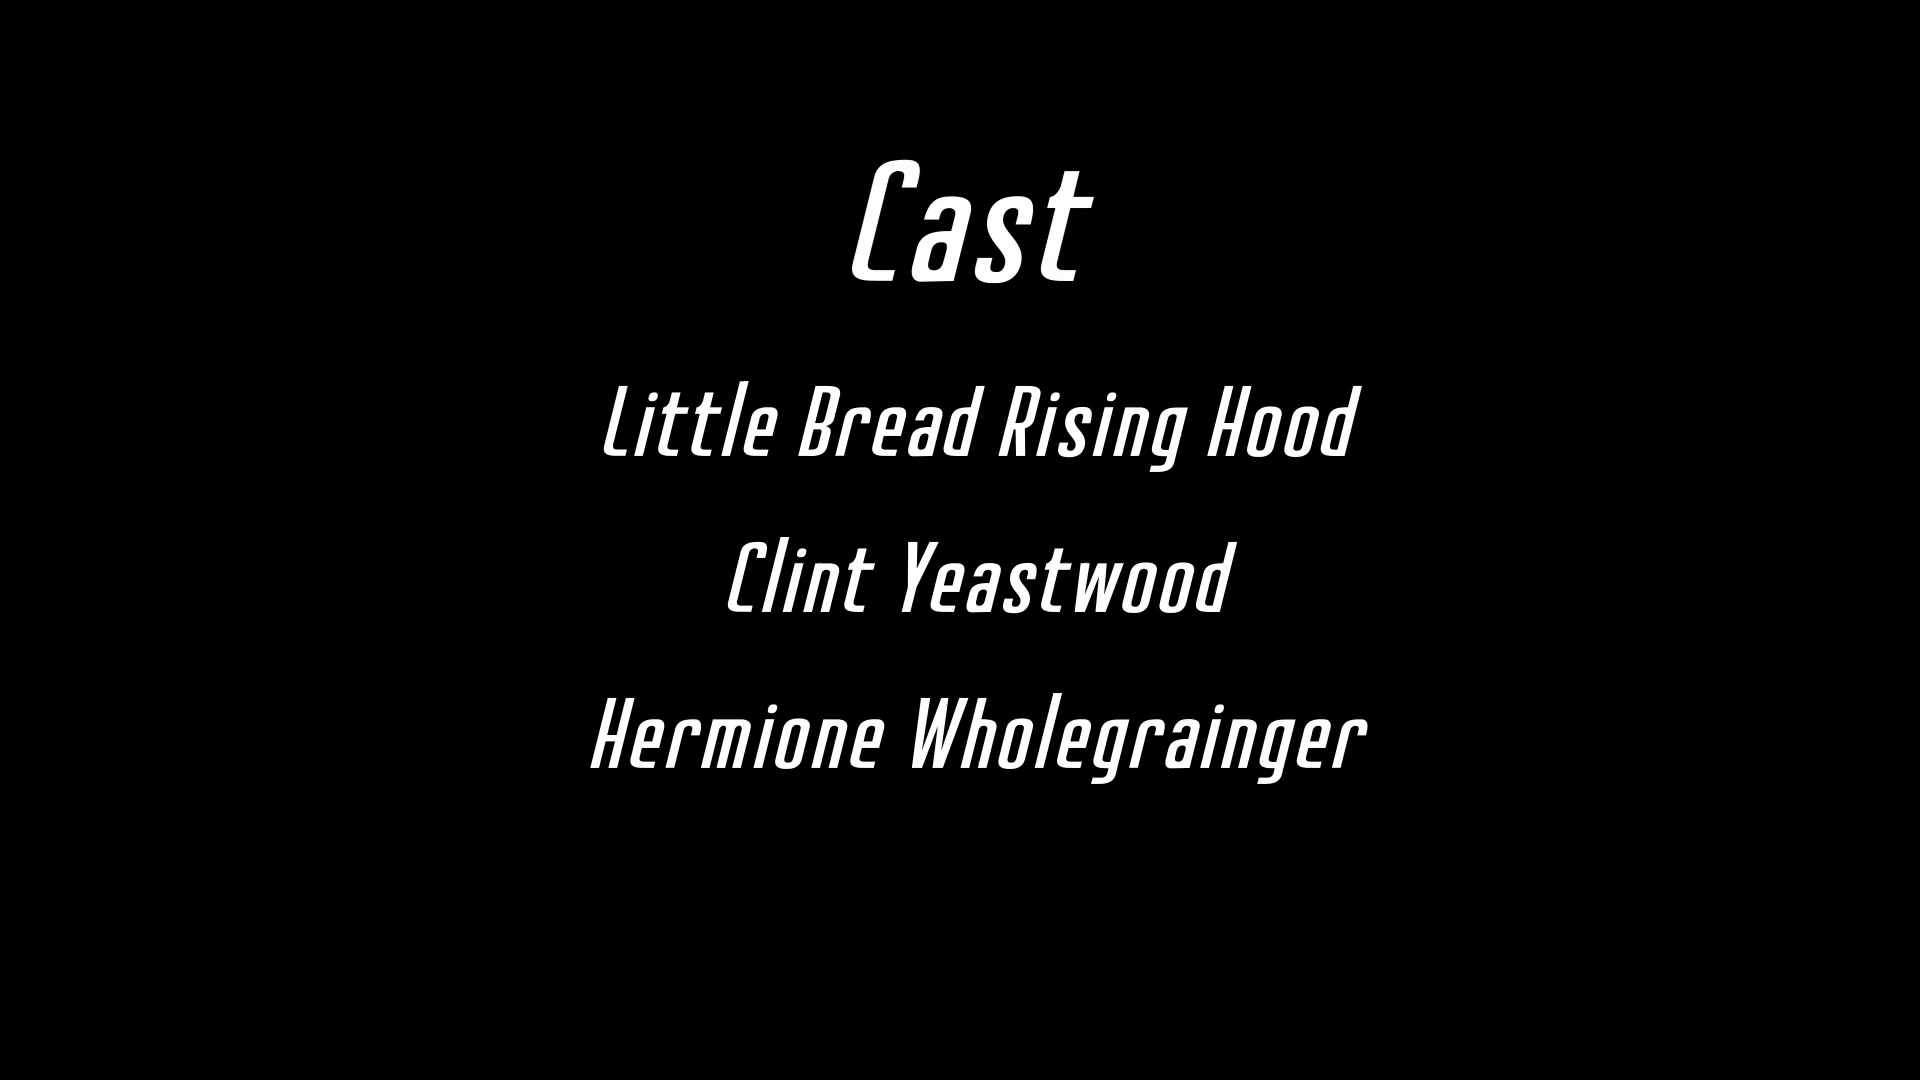 Cast
Little Bread Rising Hood
Clint Yeastwood
Hermione Wholegrainger